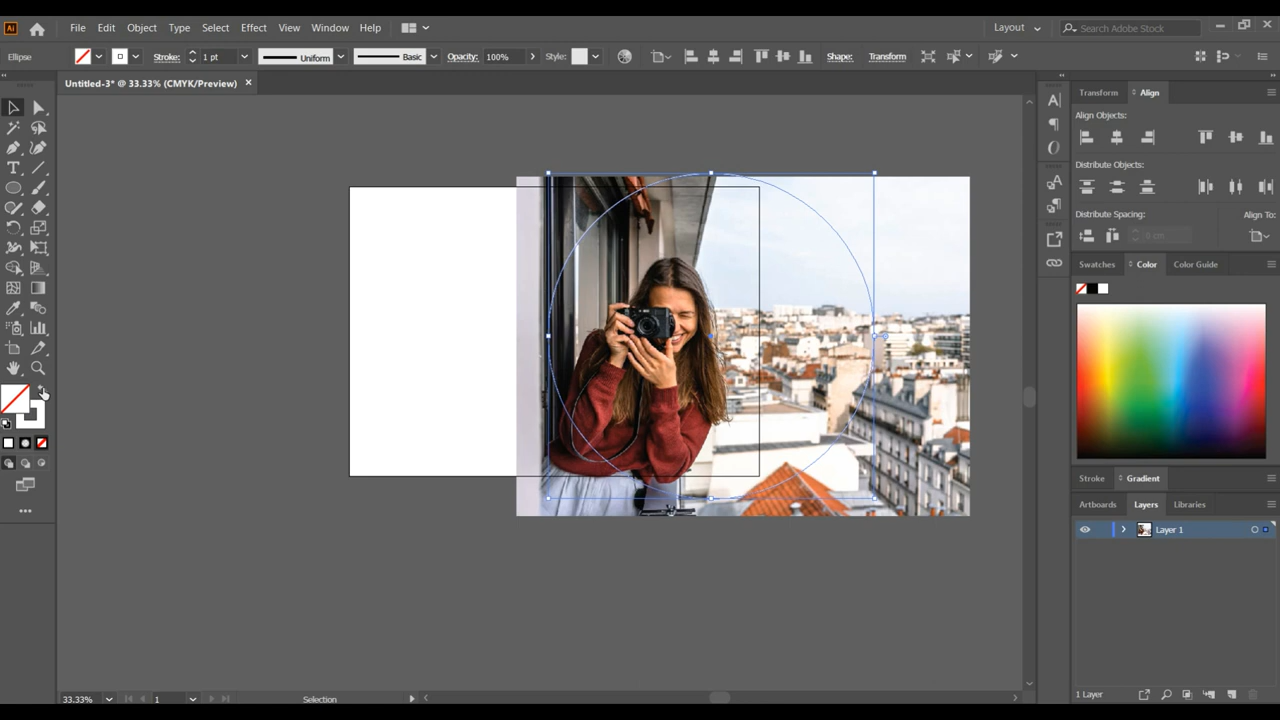 Ai File Edit Object Type Select Effect View Window Help Layout Search Adobe Stock
Ellipse Stroke: 1 pt Uniform Basic Opacity: 100% Style: Shape: Transform
Untitled-3* @ 33.33% (CMYK/Preview)
Transform Align
Align Objects:
Distribute Objects:
Distribute Spacing: Align To:
0 cm
Swatches Color Color Guide
Stroke Gradient
Artboards Layers Libraries
Layer 1
1 Layer
33.33% 1 Selection